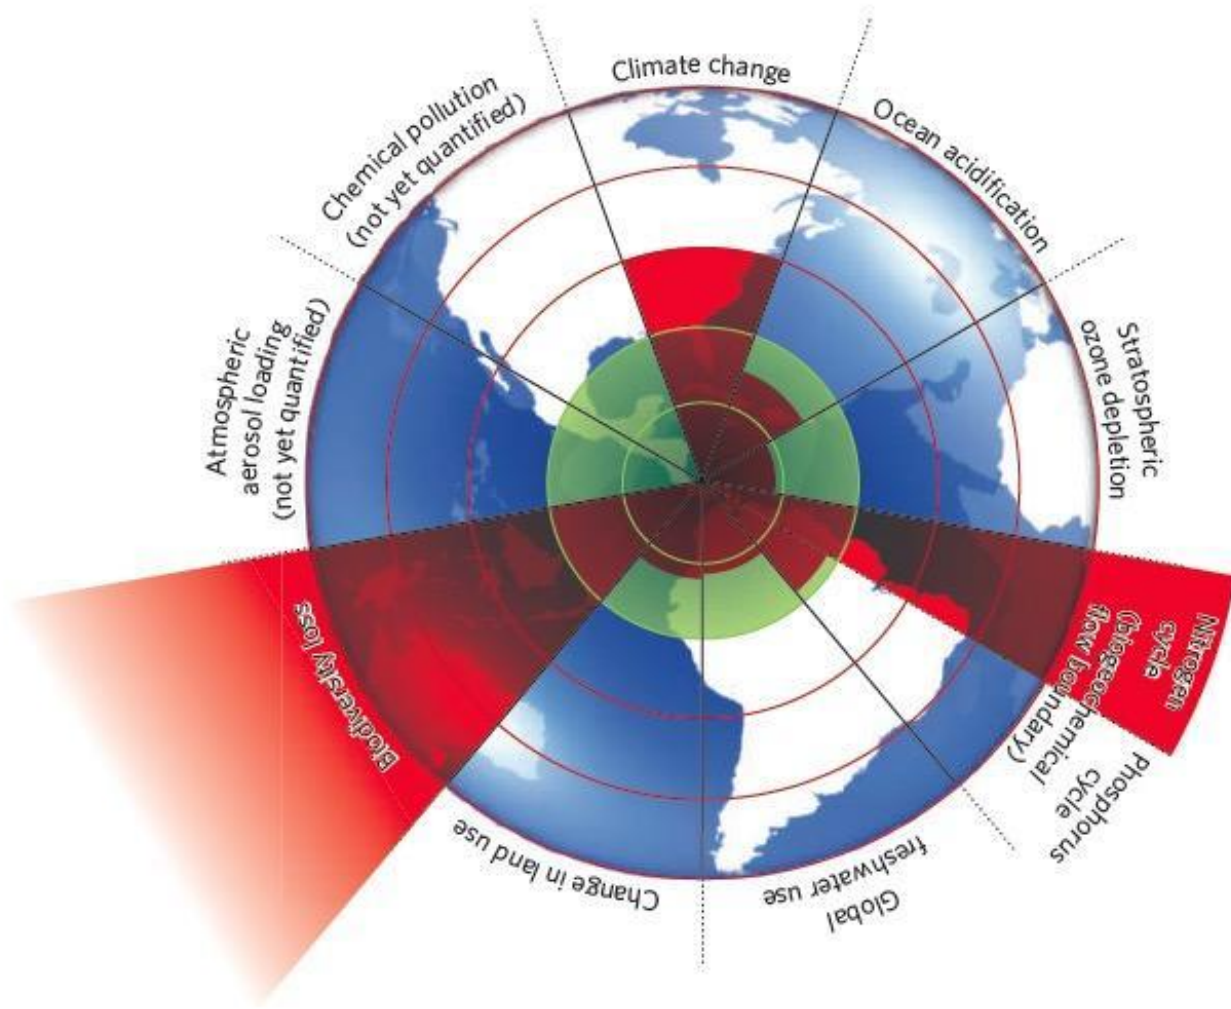 Climate change
Ocean acidification
Stratospheric
ozone depletion
Nitrogen
cycle
(biogeochemical
flow boundary)
Phosphorus
cycle
Global
freshwater use
Change in land use
Biodiversity loss
Atmospheric
aerosol loading
(not yet quantified)
Chemical pollution
(not yet quantified)